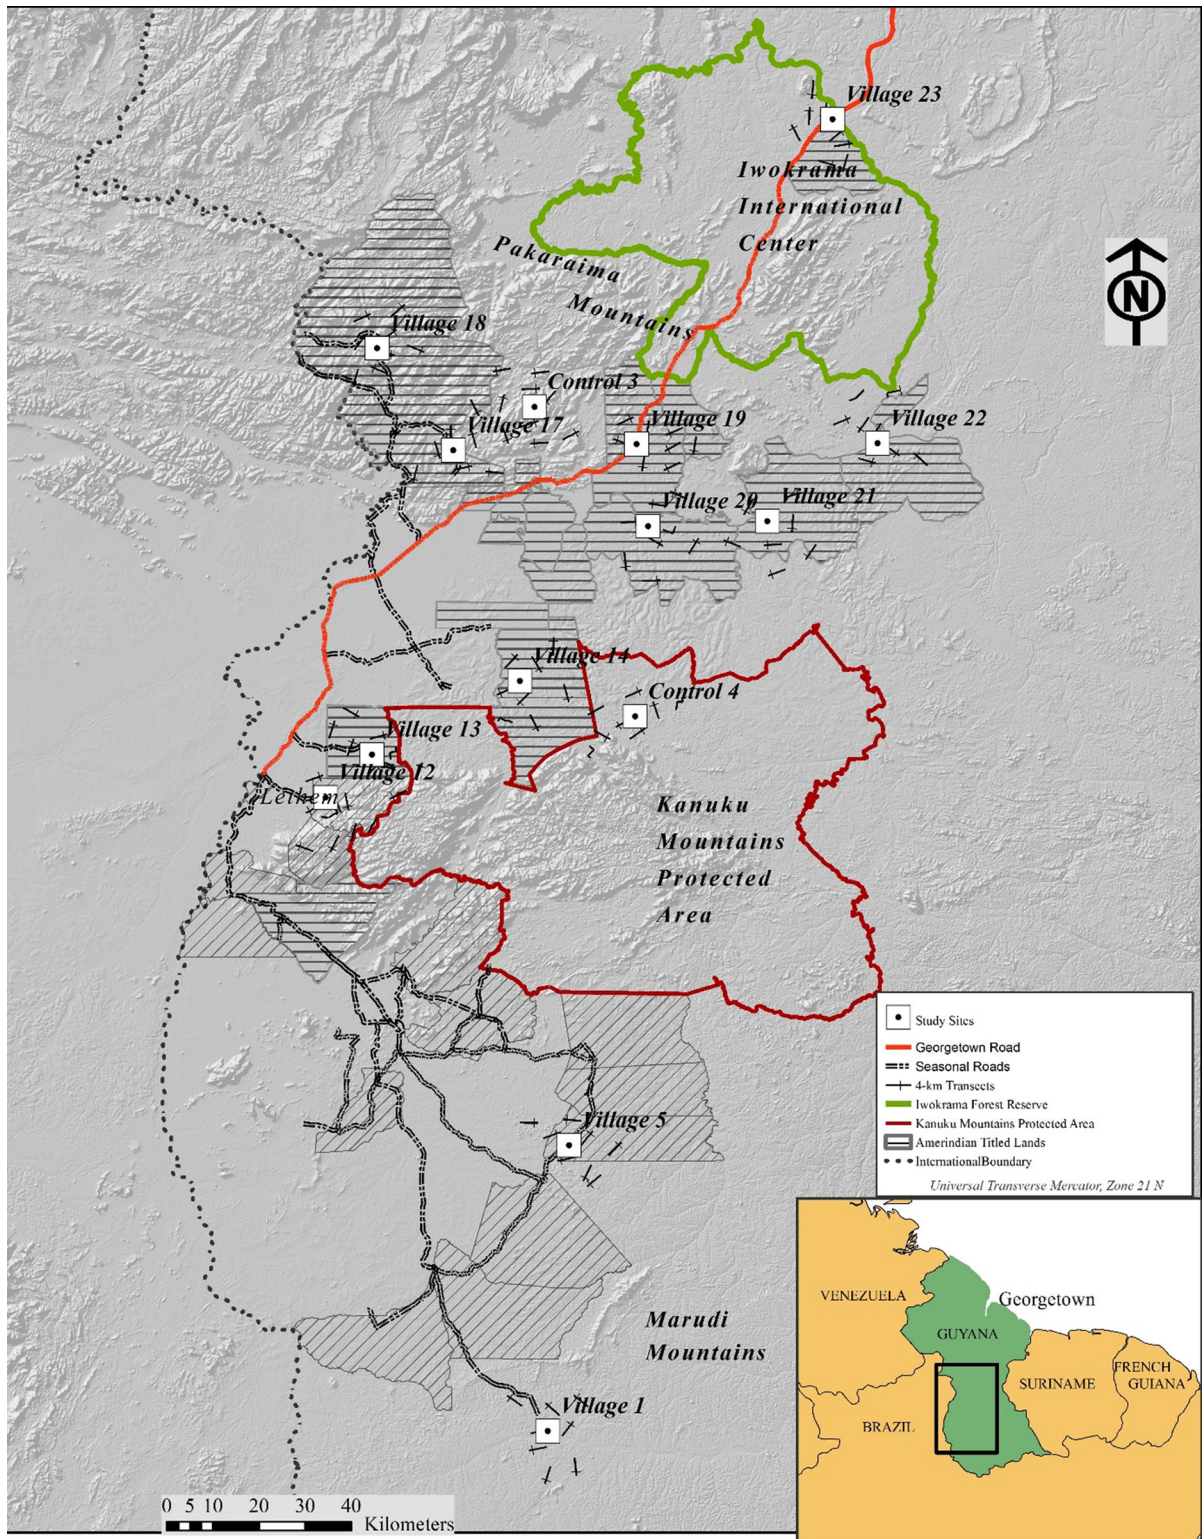 Village 23
Iwokrama
International
Center
Pakaraima
Mountains
N
Village 18
Control 3
Village 17
Village 19
Village 22
Village 20
Village 21
Village 14
Control 4
Village 13
Village 12
Lethem
Kanuku
Mountains
Protected
Area
Study Sites
Georgetown Road
Seasonal Roads
4-km Transects
Iwokrama Forest Reserve
Kanuku Mountains Protected Area
Amerindian Titled Lands
InternationalBoundary
Universal Transverse Mercator, Zone 21 N
Village 5
Marudi
Mountains
Village 1
VENEZUELA
Georgetown
GUYANA
SURINAME
FRENCH
GUIANA
BRAZIL
0 5 10 20 30 40
Kilometers